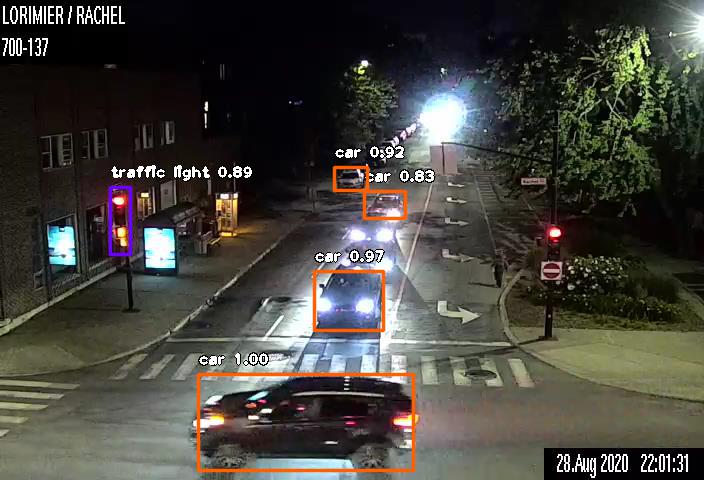 LORIMIER / RACHEL
700-137
car 0.92
car 0.83
traffic light 0.89
car 0.97
car 1.00
28.Aug 2020 22:01:31